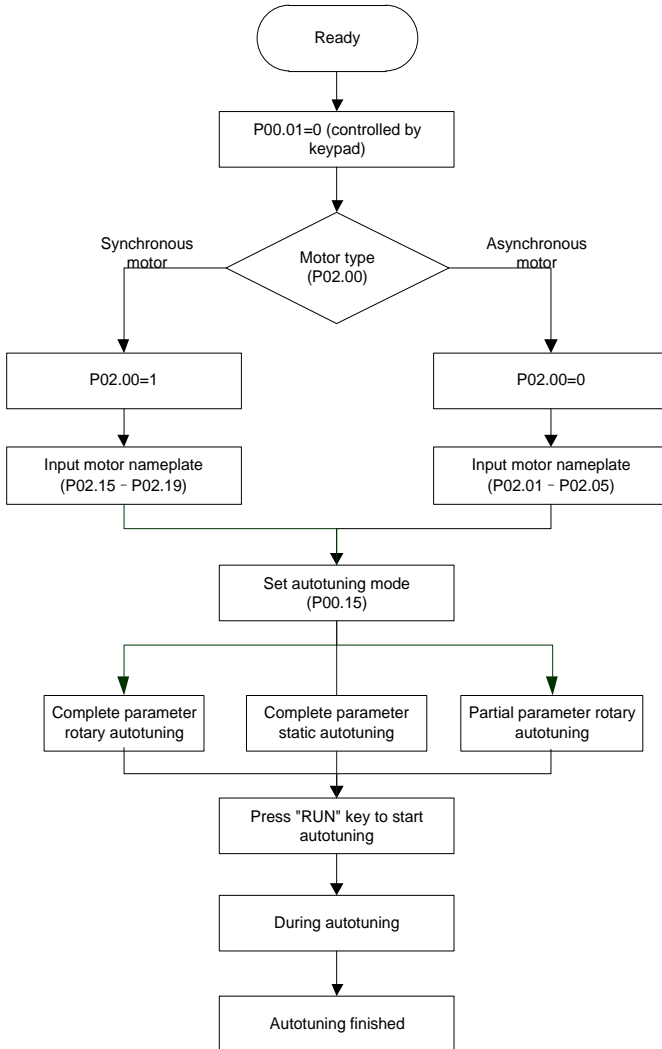 Ready
P00.01=0 (controlled by
keypad)
Synchronous
motor
Motor type
(P02.00)
Asynchronous
motor
P02.00=1
P02.00=0
Input motor nameplate
(P02.15－P02.19)
Input motor nameplate
(P02.01－P02.05)
Set autotuning mode
(P00.15)
Complete parameter
rotary autotuning
Complete parameter
static autotuning
Partial parameter rotary
autotuning
Press "RUN" key to start
autotuning
During autotuning
Autotuning finished